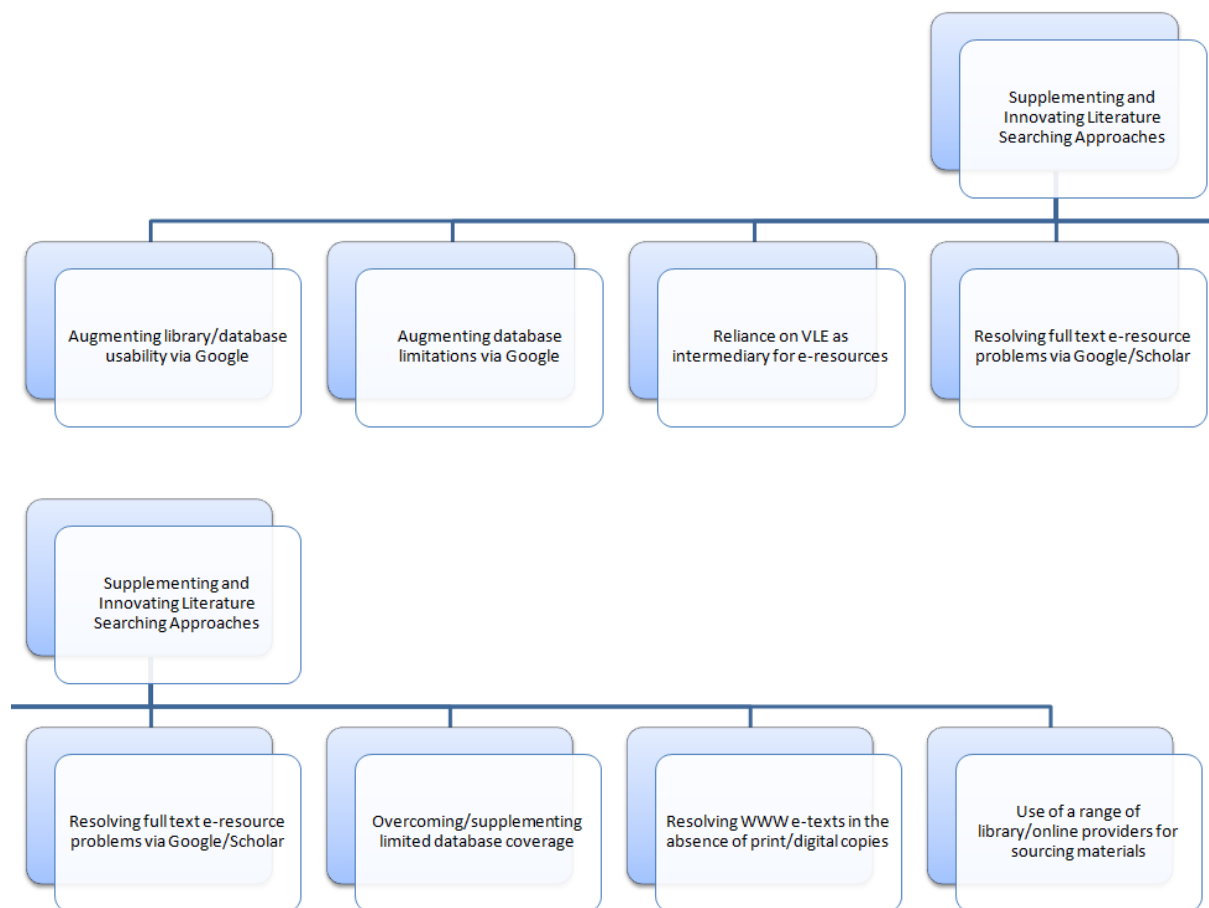 Supplementing and
Innovating Literature
Searching Approaches
Augmenting library/database
usability via Google
Augmenting database
limitations via Google
Reliance on VLE as
intermediary for e-resources
Resolving full text e-resource
problems via Google/Scholar
Supplementing and
Innovating Literature
Searching Approaches
Resolving full text e-resource
problems via Google/Scholar
Overcoming/supplementing
limited database coverage
Resolving WWW e-texts in the
absence of print/digital copies
Use of a range of
library/online providers for
sourcing materials